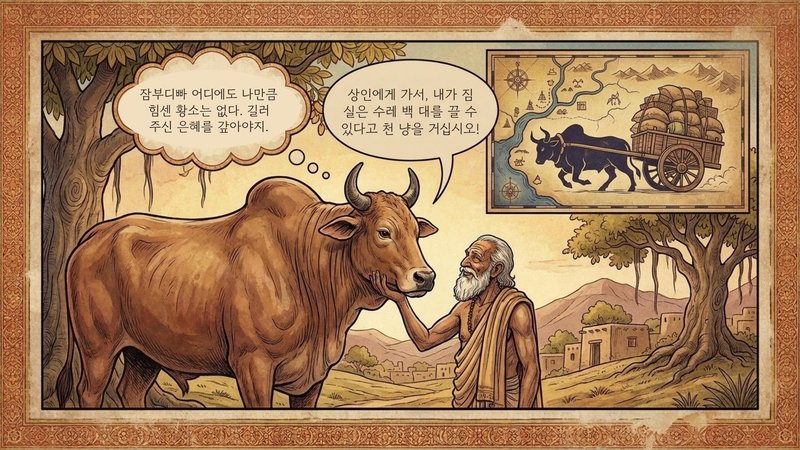 잠부디빠 어디에도 나만큼
힘센 황소는 없다. 길러
주신 은혜를 갚아야지.
상인에게 가서, 내가 짐
실은 수레 백 대를 끌 수
있다고 천 냥을 거십시오!